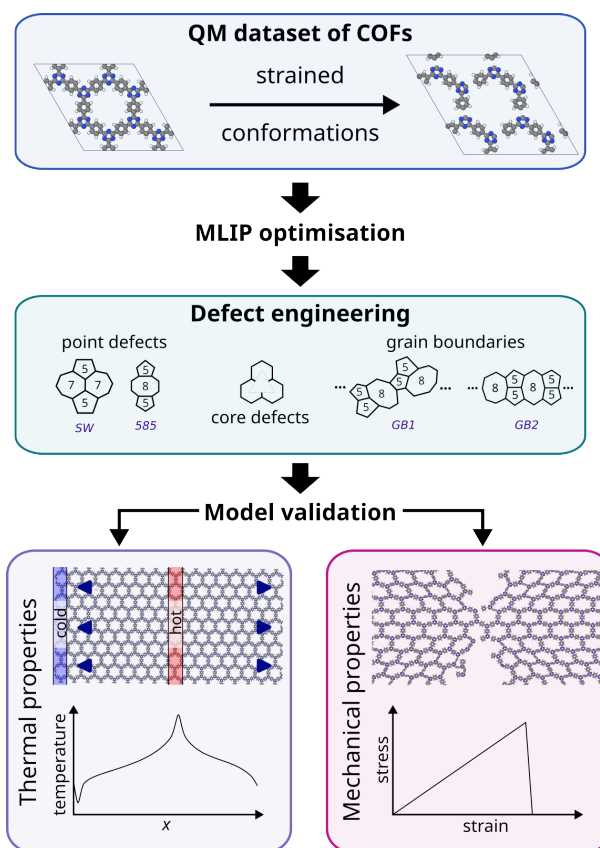 QM dataset of COFs
strained
conformations
MLIP optimisation
Defect engineering
point defects
grain boundaries
5
7 7
5
SW
5
8
5
585
core defects
...
5
5
8
5
5
8
...
GB1
...
8
5
5
8
5
5
...
GB2
Model validation
Thermal properties
cold
hot
temperature
x
Mechanical properties
stress
strain